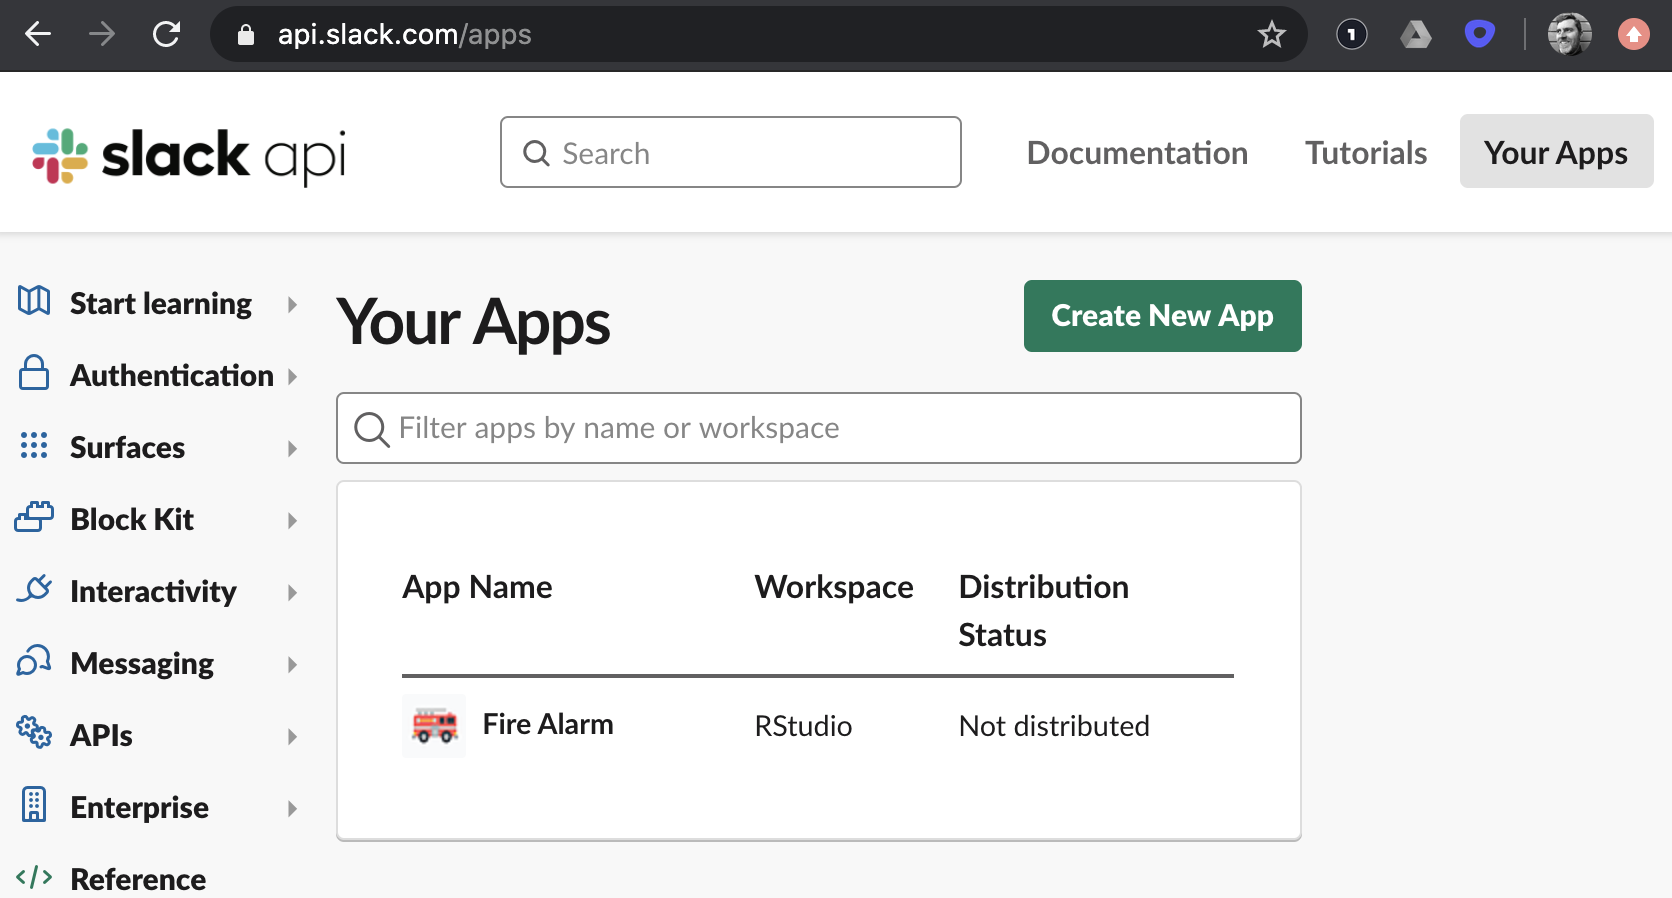 api.slack.com/apps
1
slack api
Search
Documentation
Tutorials
Your Apps
Start learning
Authentication
Surfaces
Block Kit
Interactivity
Messaging
APIs
Enterprise
</> Reference
Your Apps
Create New App
Filter apps by name or workspace
App Name
Workspace
Distribution
Status
Fire Alarm
RStudio
Not distributed